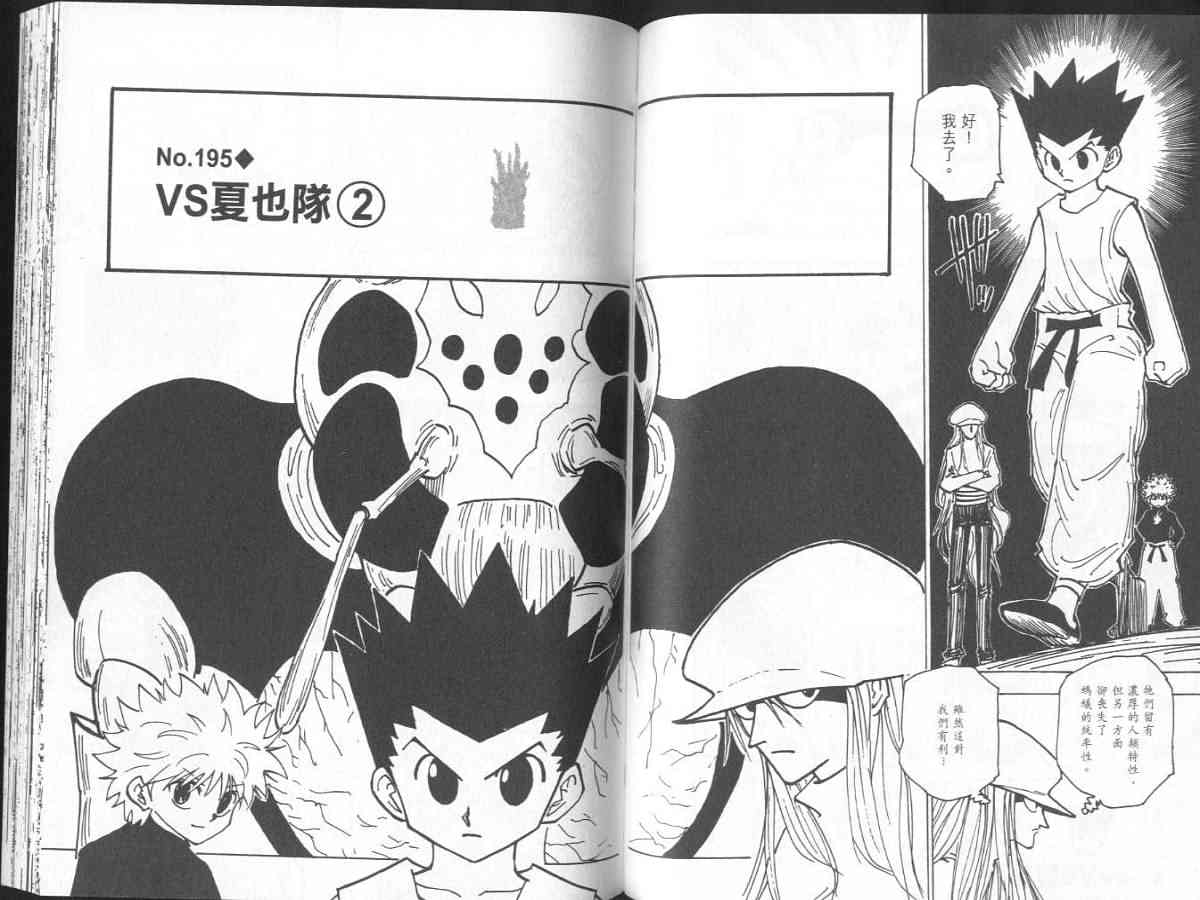 好！
我去了。
牠們留有
濃厚的人類特性，
但另一方面
卻喪失了
螞蟻的純率性。
雖然這對
我們有利…
No.195◆
VS夏也隊②